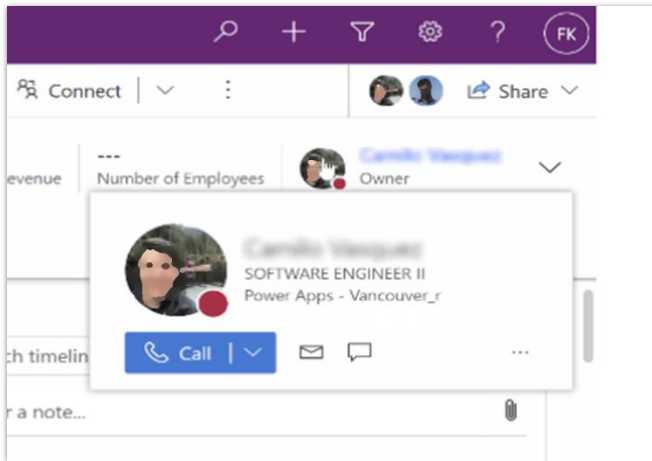 FK
Connect
Share
---
evenue
Number of Employees
Owner
SOFTWARE ENGINEER II
Power Apps - Vancouver_r
Call
ch timelin
r a note...